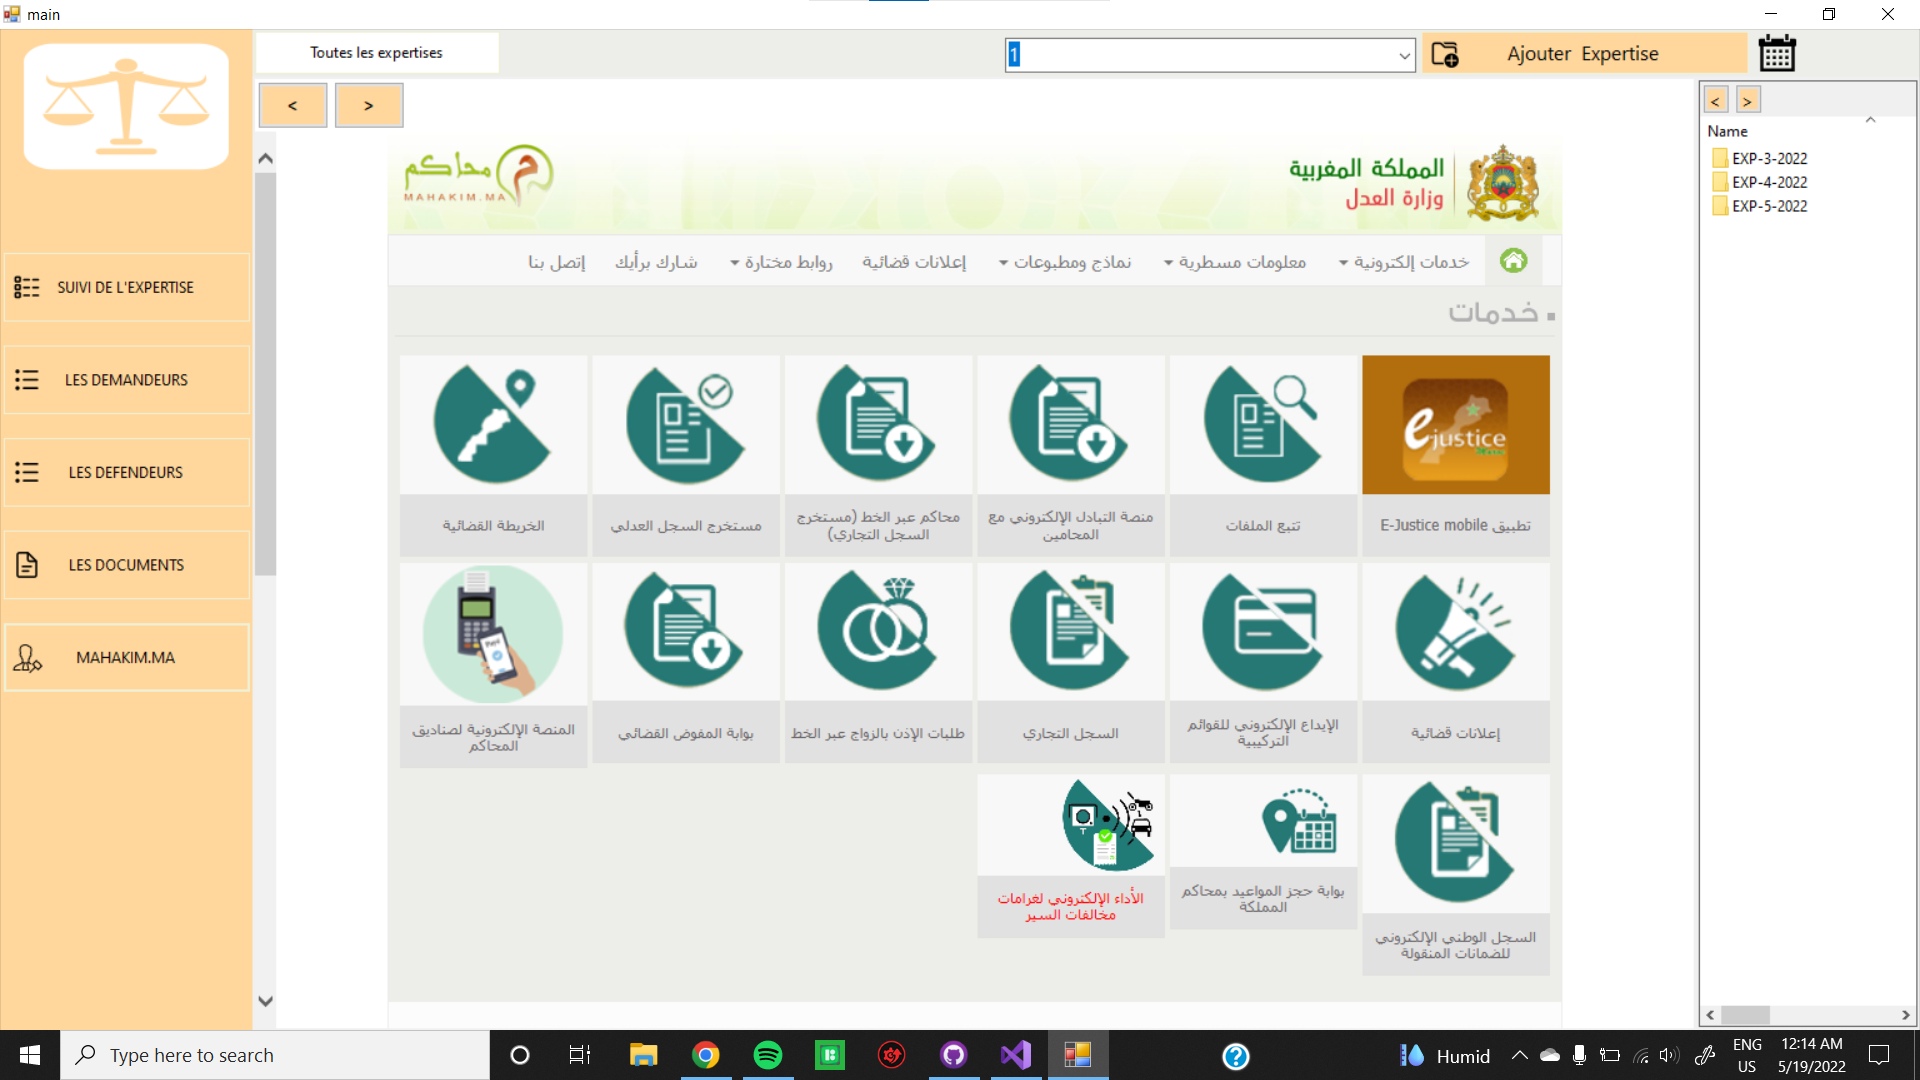 main
Toutes les expertises
1
Ajouter Expertise
<
>
<
>
Name
EXP-3-2022
EXP-4-2022
EXP-5-2022
SUIVI DE L'EXPERTISE
LES DEMANDEURS
LES DEFENDEURS
LES DOCUMENTS
MAHAKIM.MA
محاكم
MAHAKIM.MA
المملكة المغربية
وزارة العدل
خدمات إلكترونية
معلومات مسطرية
نماذج ومطبوعات
إعلانات قضائية
روابط مختارة
شارك برأيك
إتصل بنا
خدمات
e justice
تطبيق E-Justice mobile
تتبع الملفات
منصة التبادل الإلكتروني مع
المحامين
محاكم عبر الخط (مستخرج
السجل التجاري)
مستخرج السجل العدلي
الخريطة القضائية
إعلانات قضائية
الإيداع الإلكتروني للقوائم
التركيبية
السجل التجاري
طلبات الإذن بالزواج عبر الخط
بوابة المفوض القضائي
المنصة الإلكترونية لصناديق
المحاكم
السجل الوطني الإلكتروني
للضمانات المنقولة
بوابة حجز المواعيد بمحاكم
المملكة
الأداء الإلكتروني لغرامات
مخالفات السير
Type here to search
Humid
ENG
US
12:14 AM
5/19/2022